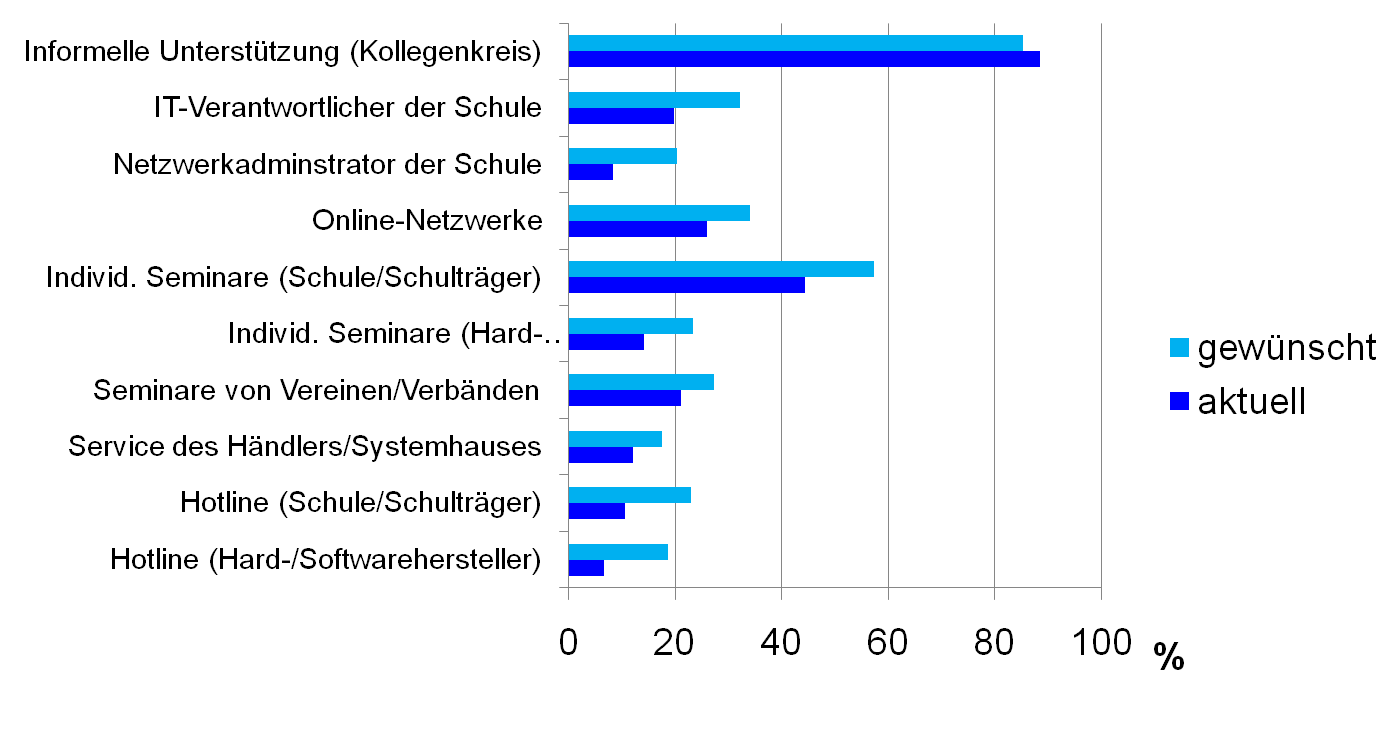 Informelle Unterstützung (Kollegenkreis)
IT-Verantwortlicher der Schule
Netzwerkadminstrator der Schule
Online-Netzwerke
Individ. Seminare (Schule/Schulträger)
Individ. Seminare (Hard-..
Seminare von Vereinen/Verbänden
Service des Händlers/Systemhauses
Hotline (Schule/Schulträger)
Hotline (Hard-/Softwarehersteller)
gewünscht
aktuell
0 20 40 60 80 100 %